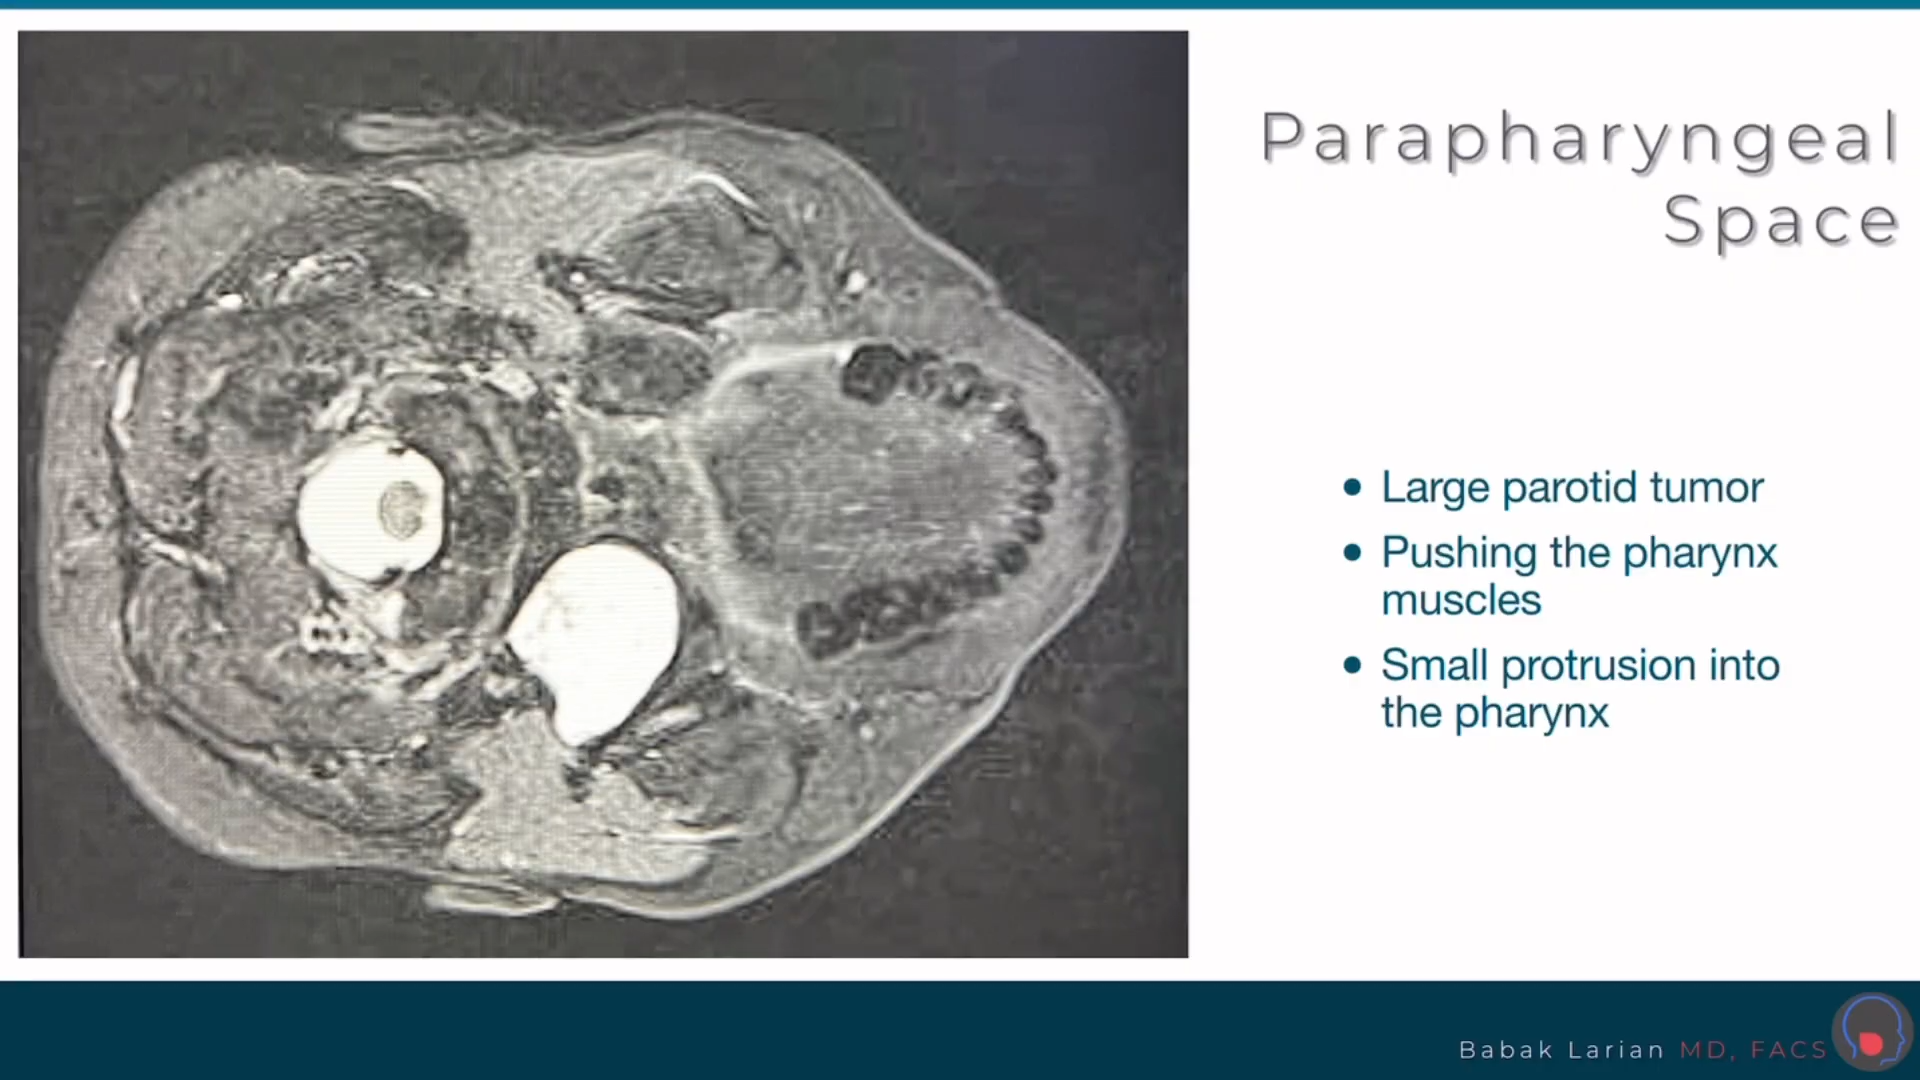 Parapharyngeal
Space
• Large parotid tumor
• Pushing the pharynx
muscles
• Small protrusion into
the pharynx
Babak Larian MD, FACS